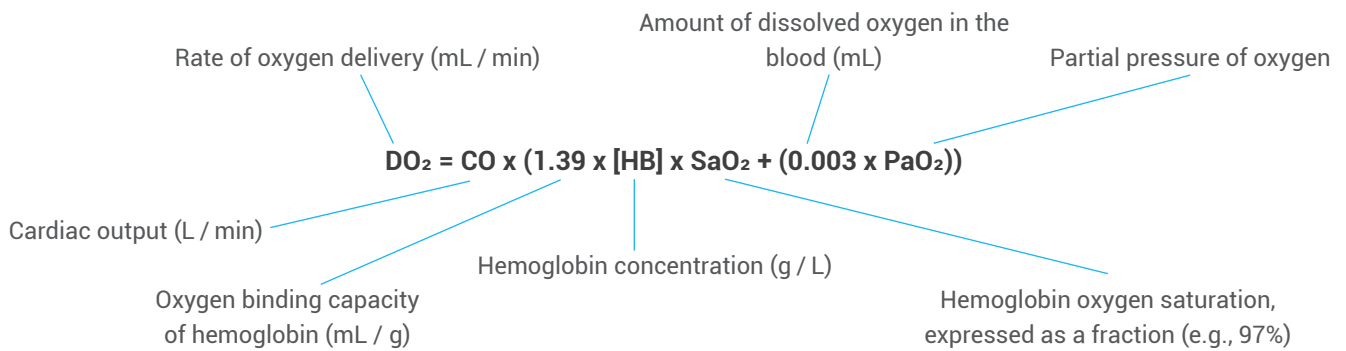 Amount of dissolved oxygen in the
blood (mL)
Rate of oxygen delivery (mL / min)
Partial pressure of oxygen
DO₂ = CO x (1.39 x [HB] x SaO₂ + (0.003 x PaO₂))
Cardiac output (L / min)
Hemoglobin concentration (g / L)
Oxygen binding capacity
of hemoglobin (mL / g)
Hemoglobin oxygen saturation,
expressed as a fraction (e.g., 97%)